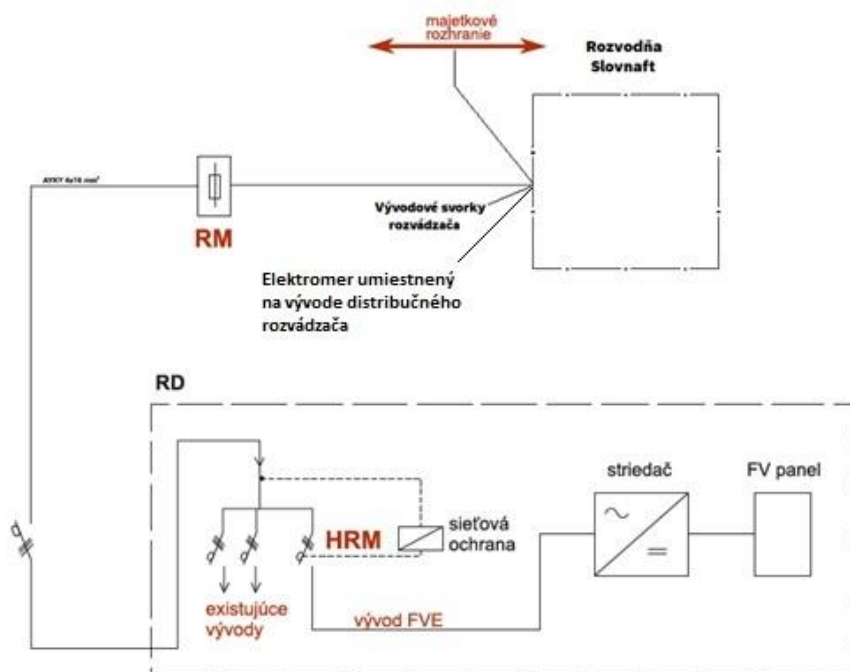 majetkové
rozhranie
Rozvodňa
Slovnaft
AYKY 4x16 mm²
RM
Vývodové svorky
rozvádzača
Elektromer umiestnený
na vývode distribučného
rozvádzača
RD
striedač
FV panel
HRM
sieťová
ochrana
existujúce
vývody
vývod FVE